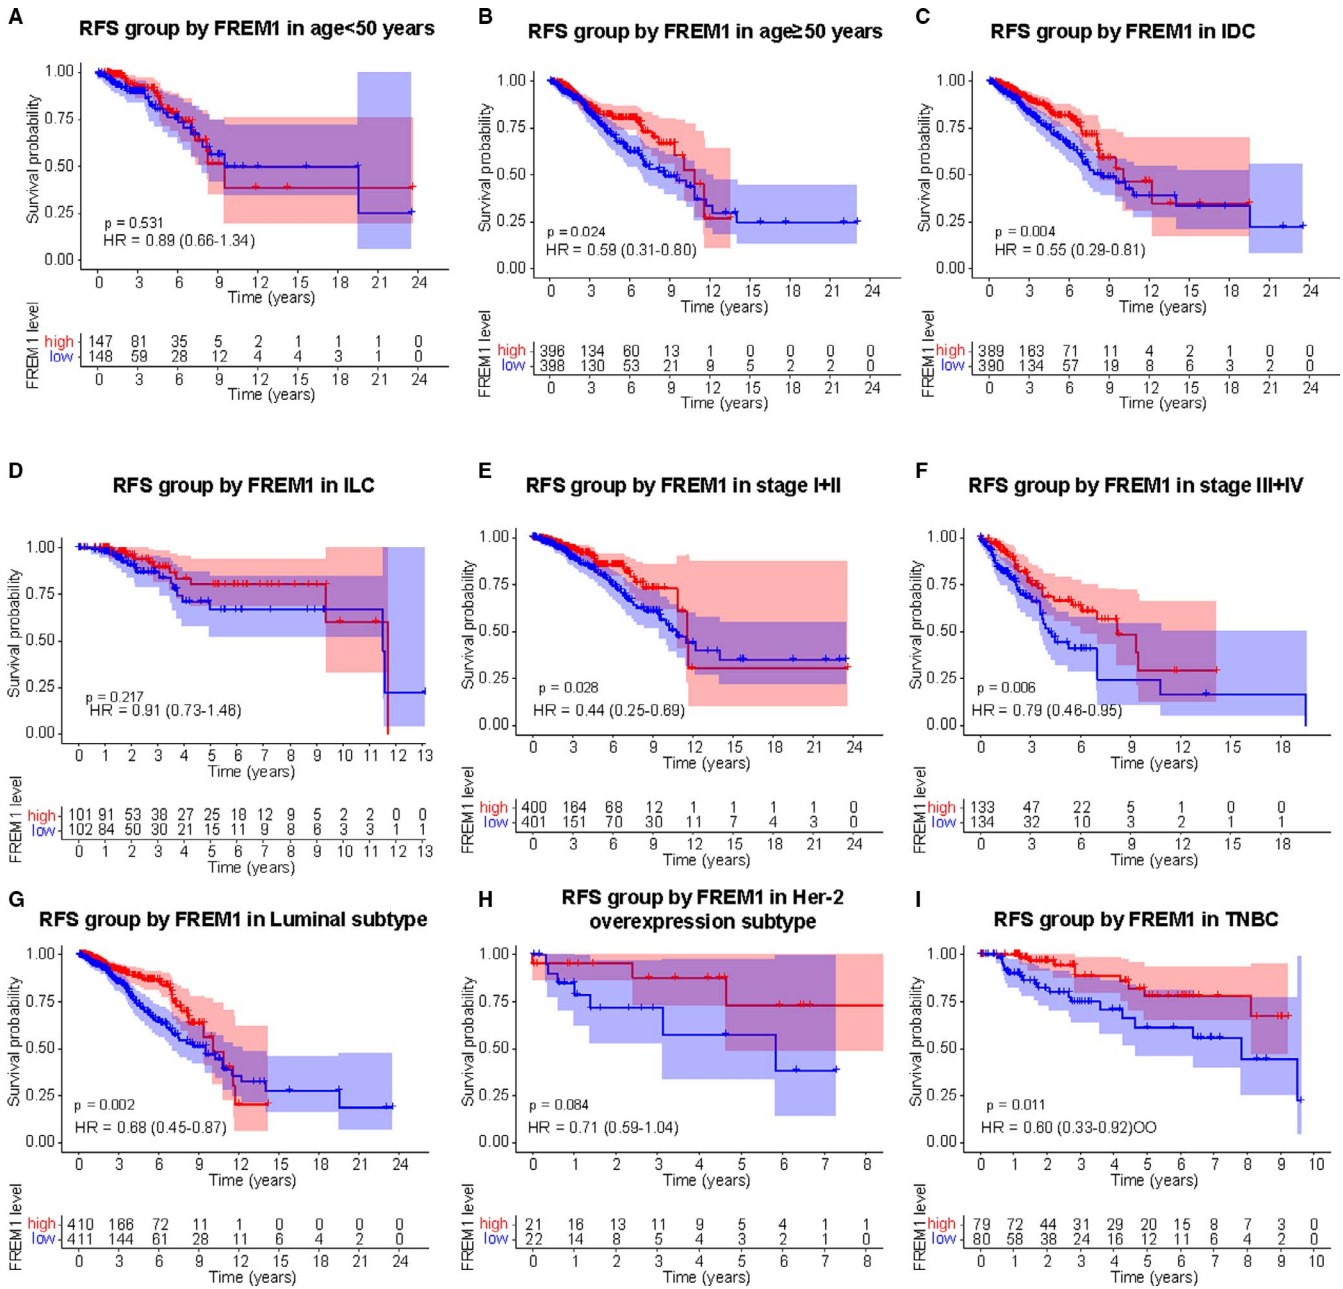 A
RFS group by FREM1 in age<50 years
Survival probability
1.00
0.75
0.50
0.25
0.00
p = 0.531
HR = 0.89 (0.66-1.34)
0 3 6 9 12 15 18 21 24
Time (years)
FREM1 level
high 147 81 35 5 2 1 1 1 0
low 148 59 28 12 4 4 3 1 0
0 3 6 9 12 15 18 21 24
Time (years)
B
RFS group by FREM1 in age≥50 years
Survival probability
1.00
0.75
0.50
0.25
0.00
p = 0.024
HR = 0.59 (0.31-0.80)
0 3 6 9 12 15 18 21 24
Time (years)
FREM1 level
high 396 134 60 13 1 0 0 0 0
low 398 130 53 21 9 5 2 2 0
0 3 6 9 12 15 18 21 24
Time (years)
C
RFS group by FREM1 in IDC
Survival probability
1.00
0.75
0.50
0.25
0.00
p = 0.004
HR = 0.55 (0.29-0.81)
0 3 6 9 12 15 18 21 24
Time (years)
FREM1 level
high 389 163 71 11 4 2 1 0 0
low 390 134 57 19 8 6 3 2 0
0 3 6 9 12 15 18 21 24
Time (years)
D
RFS group by FREM1 in ILC
Survival probability
1.00
0.75
0.50
0.25
0.00
p = 0.217
HR = 0.91 (0.73-1.46)
0 1 2 3 4 5 6 7 8 9 10 11 12 13
Time (years)
FREM1 level
high 101 91 53 38 27 25 18 12 9 5 2 2 0 0
low 102 84 50 30 21 15 11 9 8 6 3 3 1 1
0 1 2 3 4 5 6 7 8 9 10 11 12 13
Time (years)
E
RFS group by FREM1 in stage I+II
Survival probability
1.00
0.75
0.50
0.25
0.00
p = 0.028
HR = 0.44 (0.25-0.69)
0 3 6 9 12 15 18 21 24
Time (years)
FREM1 level
high 400 164 68 12 1 1 1 1 0
low 401 151 70 30 11 7 4 3 0
0 3 6 9 12 15 18 21 24
Time (years)
F
RFS group by FREM1 in stage III+IV
Survival probability
1.00
0.75
0.50
0.25
0.00
p = 0.006
HR = 0.79 (0.46-0.95)
0 3 6 9 12 15 18
Time (years)
FREM1 level
high 133 47 22 5 1 0 0
low 134 32 10 3 2 1 1
0 3 6 9 12 15 18
Time (years)
G
RFS group by FREM1 in Luminal subtype
Survival probability
1.00
0.75
0.50
0.25
0.00
p = 0.002
HR = 0.68 (0.45-0.87)
0 3 6 9 12 15 18 21 24
Time (years)
FREM1 level
high 410 166 72 11 1 0 0 0 0
low 411 144 61 28 11 6 4 2 0
0 3 6 9 12 15 18 21 24
Time (years)
H
RFS group by FREM1 in Her-2
overexpression subtype
Survival probability
1.00
0.75
0.50
0.25
0.00
p = 0.084
HR = 0.71 (0.59-1.04)
0 1 2 3 4 5 6 7 8
Time (years)
FREM1 level
high 21 16 13 11 9 5 4 1 1
low 22 14 8 5 4 3 2 1 0
0 1 2 3 4 5 6 7 8
Time (years)
I
RFS group by FREM1 in TNBC
Survival probability
1.00
0.75
0.50
0.25
0.00
p = 0.011
HR = 0.60 (0.33-0.92)OO
0 1 2 3 4 5 6 7 8 9 10
Time (years)
FREM1 level
high 79 72 44 31 29 20 15 8 7 3 0
low 80 58 38 24 16 12 11 6 4 2 0
0 1 2 3 4 5 6 7 8 9 10
Time (years)